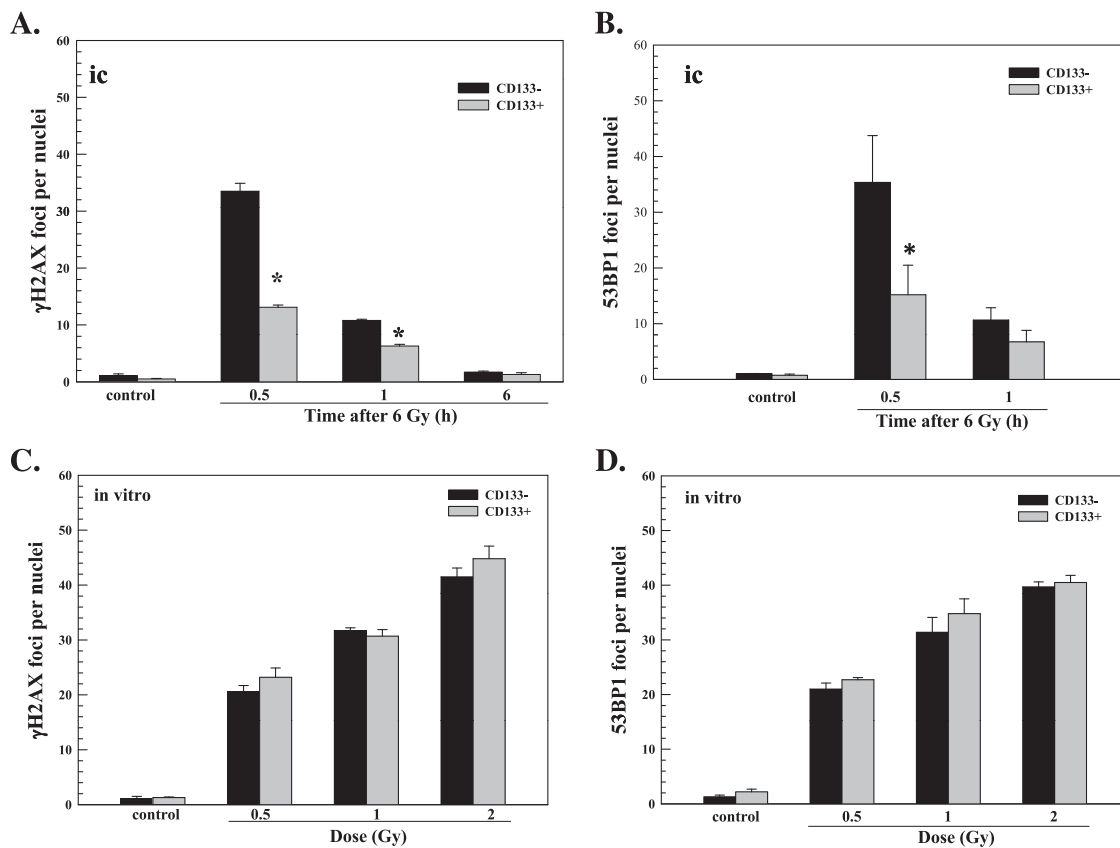 A.
60
50
40
30
20
10
0
γH2AX foci per nuclei
ic
CD133-
CD133+
*
*
control
0.5
1
6
Time after 6 Gy (h)
B.
60
50
40
30
20
10
0
53BP1 foci per nuclei
ic
CD133-
CD133+
*
control
0.5
1
Time after 6 Gy (h)
C.
60
50
40
30
20
10
0
γH2AX foci per nuclei
in vitro
CD133-
CD133+
control
0.5
1
2
Dose (Gy)
D.
60
50
40
30
20
10
0
53BP1 foci per nuclei
in vitro
CD133-
CD133+
control
0.5
1
2
Dose (Gy)